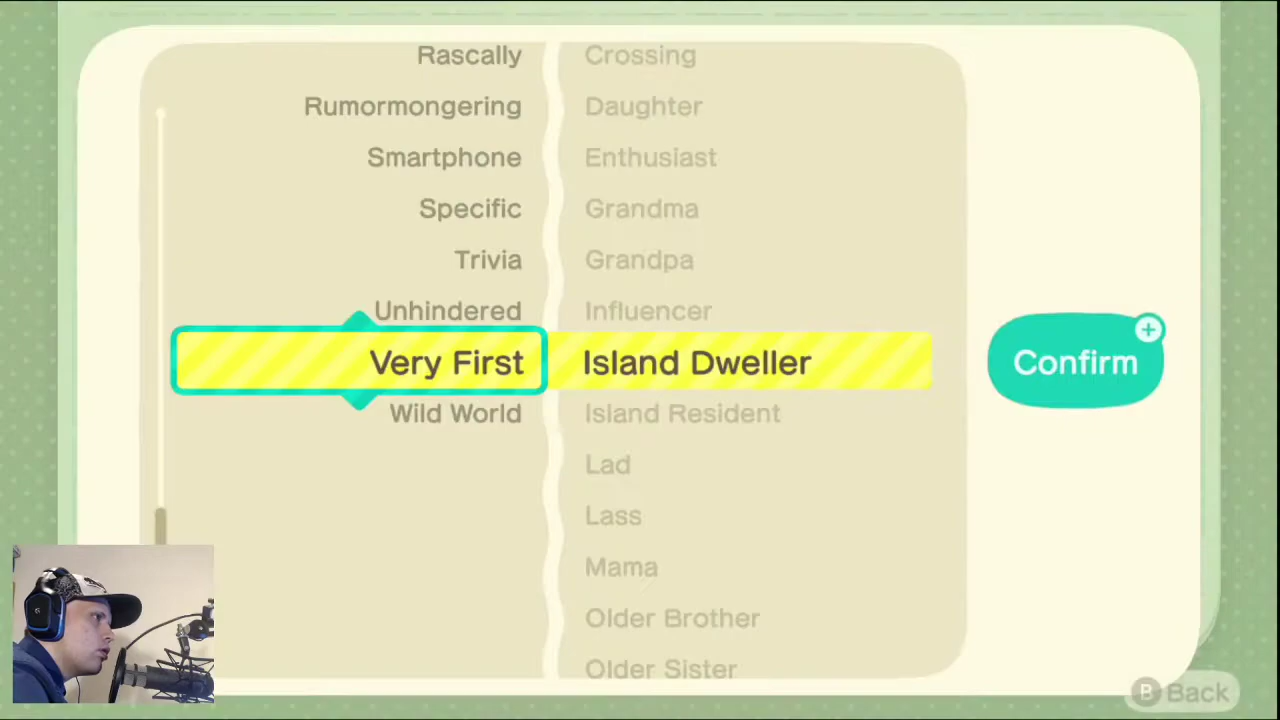 Rascally Crossing
Rumormongering Daughter
Smartphone Enthusiast
Specific Grandma
Trivia Grandpa
Unhindered Influencer
Very First Island Dweller
Confirm
Wild World Island Resident
Lad
Lass
Mama
Older Brother
Older Sister
B Back